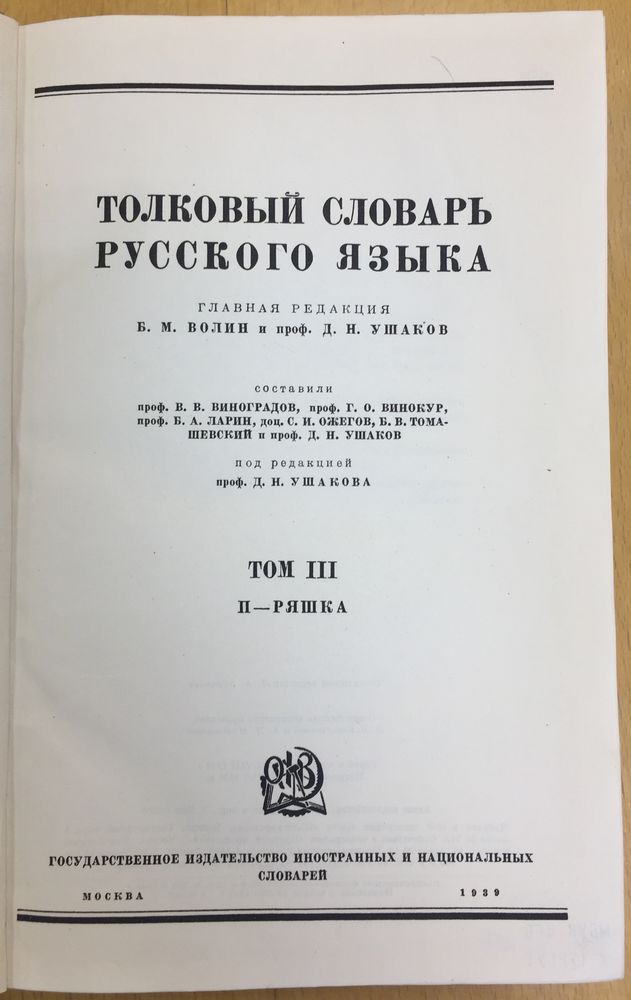 ТОЛКОВЫЙ СЛОВАРЬ
РУССКОГО ЯЗЫКА
ГЛАВНАЯ РЕДАКЦИЯ
Б. М. ВОЛИН и проф. Д. Н. УШАКОВ
составили
проф. В. В. ВИНОГРАДОВ, проф. Г. О. ВИНОКУР,
проф. Б. А. ЛАРИН, доц. С. И. ОЖЕГОВ, Б. В. ТОМА-
ШЕВСКИЙ и проф. Д. Н. УШАКОВ
под редакцией
проф. Д. Н. УШАКОВА
ТОМ III
П—РЯШКА
ГОСУДАРСТВЕННОЕ ИЗДАТЕЛЬСТВО ИНОСТРАННЫХ И НАЦИОНАЛЬНЫХ
СЛОВАРЕЙ
МОСКВА 1939